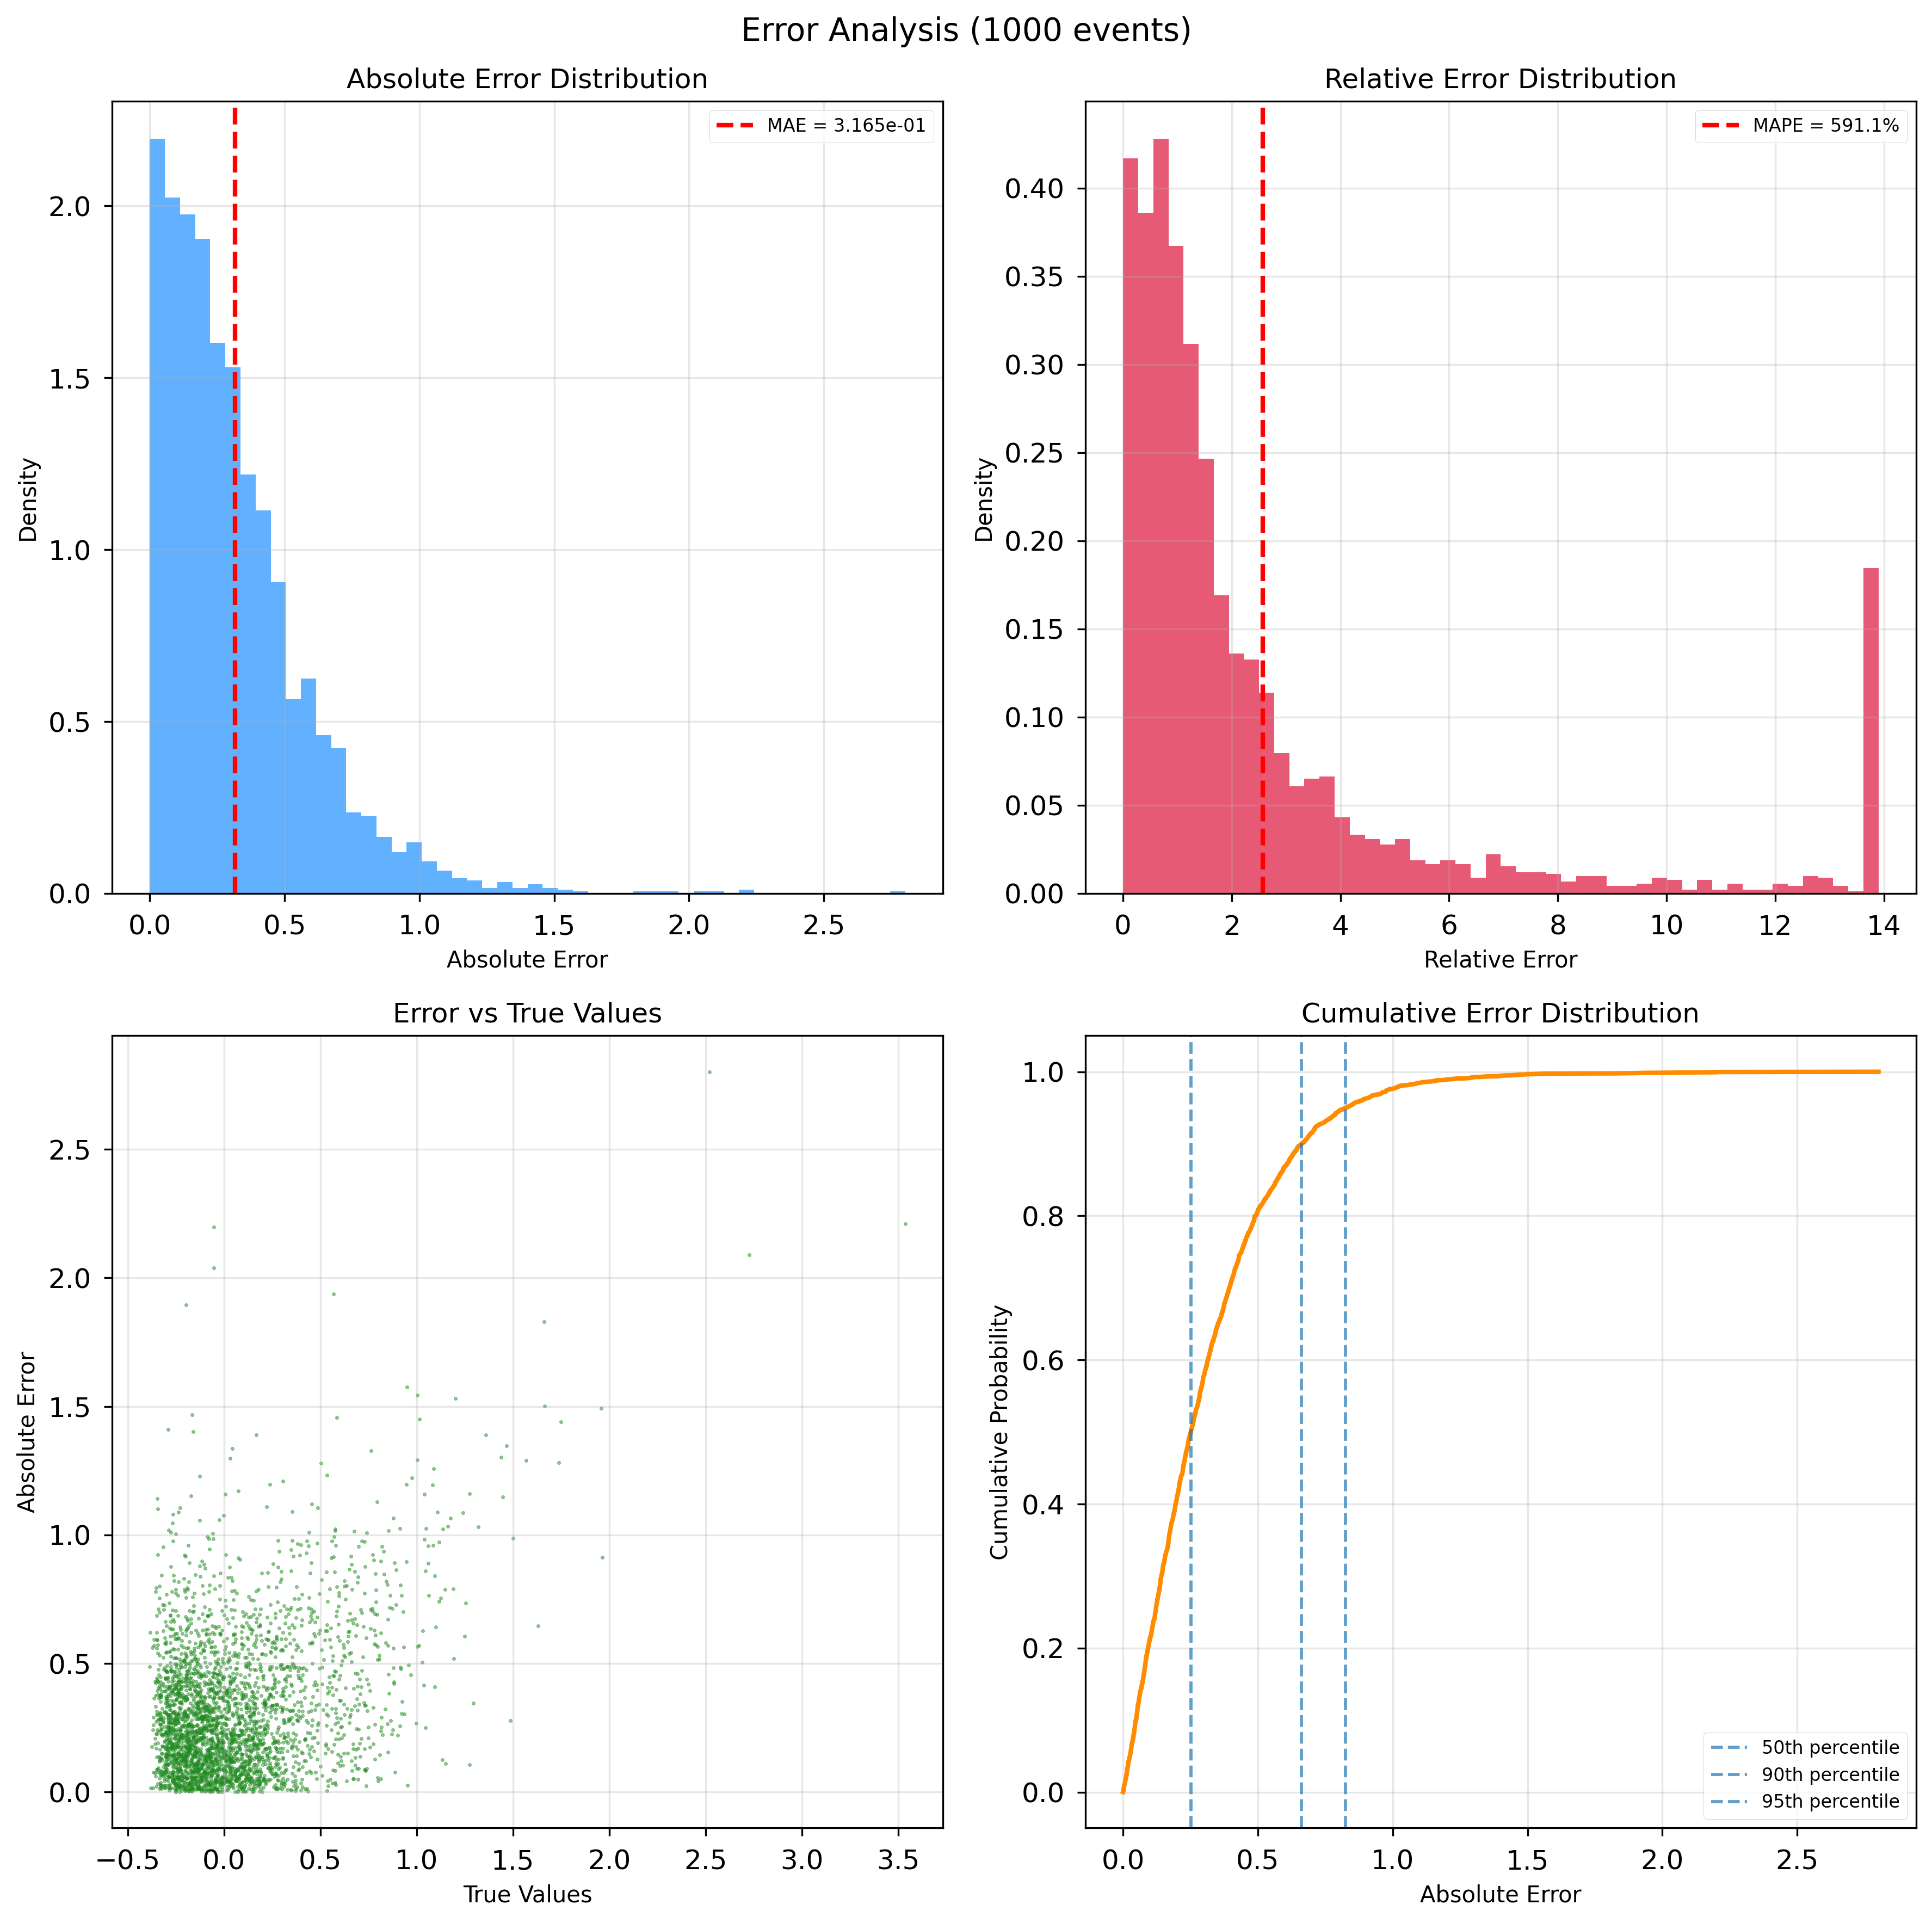 Error Analysis (1000 events)
Absolute Error Distribution
MAE = 3.165e-01
Density
2.0
1.5
1.0
0.5
0.0
0.0 0.5 1.0 1.5 2.0 2.5
Absolute Error
Relative Error Distribution
MAPE = 591.1%
Density
0.40
0.35
0.30
0.25
0.20
0.15
0.10
0.05
0.00
0 2 4 6 8 10 12 14
Relative Error
Error vs True Values
Absolute Error
2.5
2.0
1.5
1.0
0.5
0.0
−0.5 0.0 0.5 1.0 1.5 2.0 2.5 3.0 3.5
True Values
Cumulative Error Distribution
Cumulative Probability
1.0
0.8
0.6
0.4
0.2
0.0
50th percentile
90th percentile
95th percentile
0.0 0.5 1.0 1.5 2.0 2.5
Absolute Error